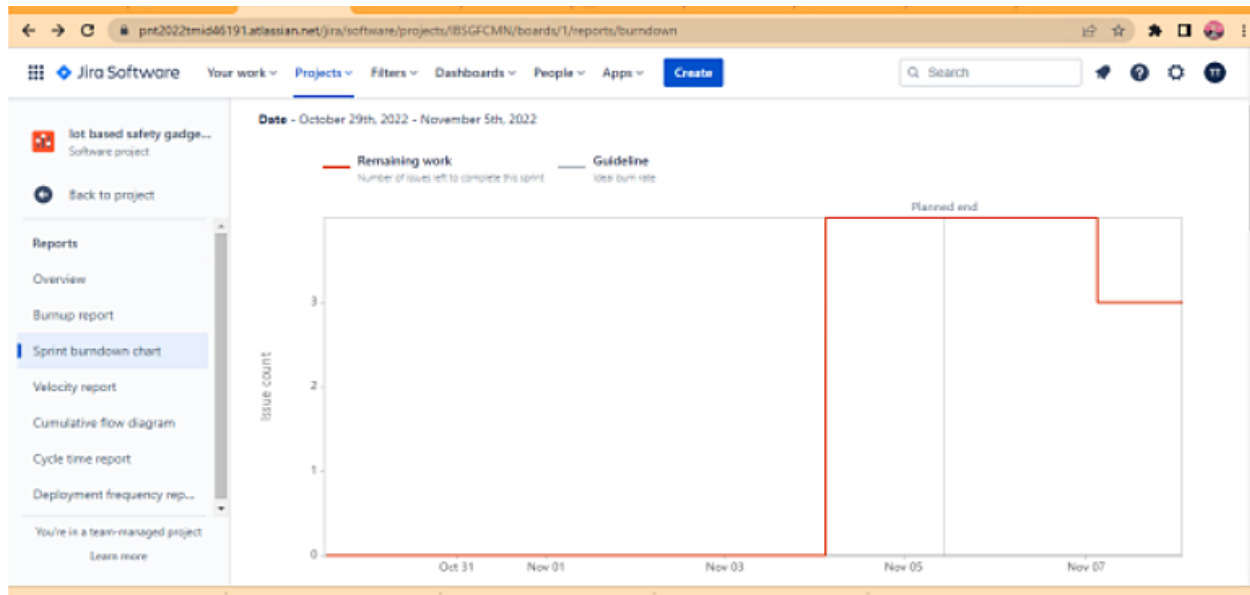 pnt2022tmid46191.atlassian.net/jira/software/projects/IBSGFCMN/boards/1/reports/burndown
Jira Software Your work Projects Filters Dashboards People Apps Create Search TT
Iot based safety gadge...
Software project
Back to project
Reports
Overview
Burnup report
Sprint burndown chart
Velocity report
Cumulative flow diagram
Cycle time report
Deployment frequency rep...
You're in a team-managed project
Learn more
Date - October 29th, 2022 - November 5th, 2022
Remaining work
Number of issues left to complete this sprint
Guideline
Ideal burn rate
Planned end
Issue count
3
2
1
0
Oct 31 Nov 01 Nov 03 Nov 05 Nov 07